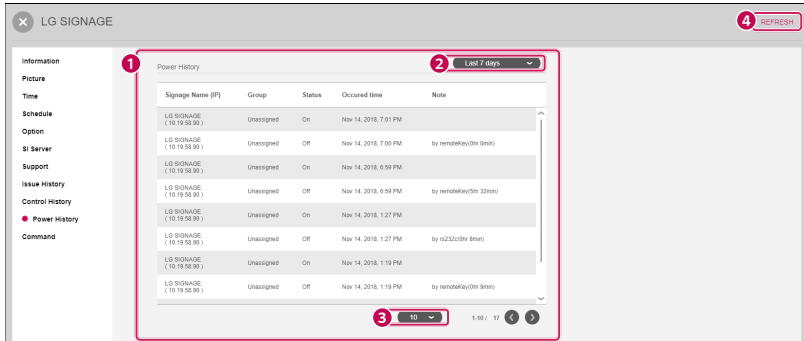 LG SIGNAGE
4
REFRESH
Information
Picture
Time
Schedule
Option
SI Server
Support
Issue History
Control History
Power History
Command
1
Power History
2
Last 7 days
Signage Name (IP) Group Status Occured time Note
LG SIGNAGE
( 10.19.58.90 ) Unassigned On Nov 14, 2018, 7:01 PM
LG SIGNAGE
( 10.19.58.90 ) Unassigned Off Nov 14, 2018, 7:00 PM by remoteKey(0hr 0min)
LG SIGNAGE
( 10.19.58.90 ) Unassigned On Nov 14, 2018, 6:59 PM
LG SIGNAGE
( 10.19.58.90 ) Unassigned Off Nov 14, 2018, 6:59 PM by remoteKey(5hr 32min)
LG SIGNAGE
( 10.19.58.90 ) Unassigned On Nov 14, 2018, 1:27 PM
LG SIGNAGE
( 10.19.58.90 ) Unassigned Off Nov 14, 2018, 1:27 PM by rs232c(0hr 8min)
LG SIGNAGE
( 10.19.58.90 ) Unassigned On Nov 14, 2018, 1:19 PM
LG SIGNAGE
( 10.19.58.90 ) Unassigned Off Nov 14, 2018, 1:19 PM by remoteKey(0hr 9min)
3
10
1-10 / 17